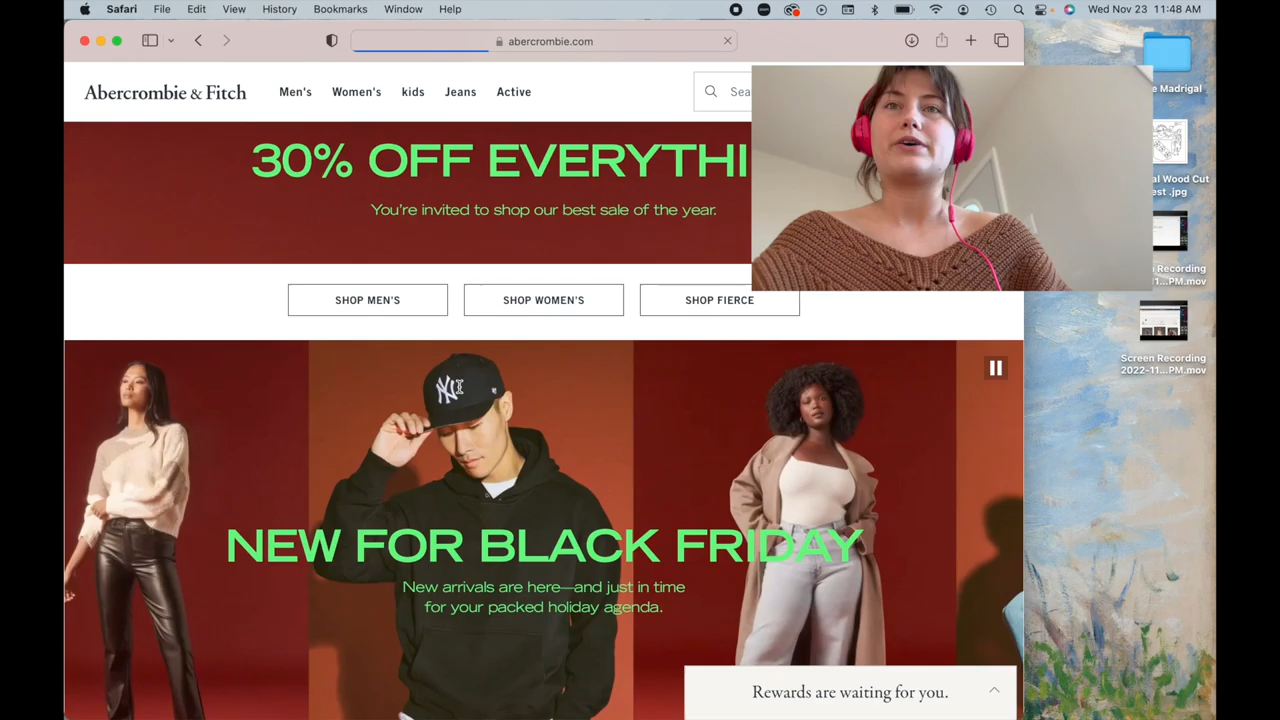 Safari File Edit View History Bookmarks Window Help
Wed Nov 23 11:48 AM
abercrombie.com
Abercrombie & Fitch Men's Women's kids Jeans Active
Sea
30% OFF EVERYTHI
You're invited to shop our best sale of the year.
SHOP MEN'S SHOP WOMEN'S SHOP FIERCE
NEW FOR BLACK FRIDAY
New arrivals are here—and just in time
for your packed holiday agenda.
Rewards are waiting for you.
e Madrigal
al Wood Cut
est .jpg
n Recording
11...PM.mov
Screen Recording
2022-11...PM.mov